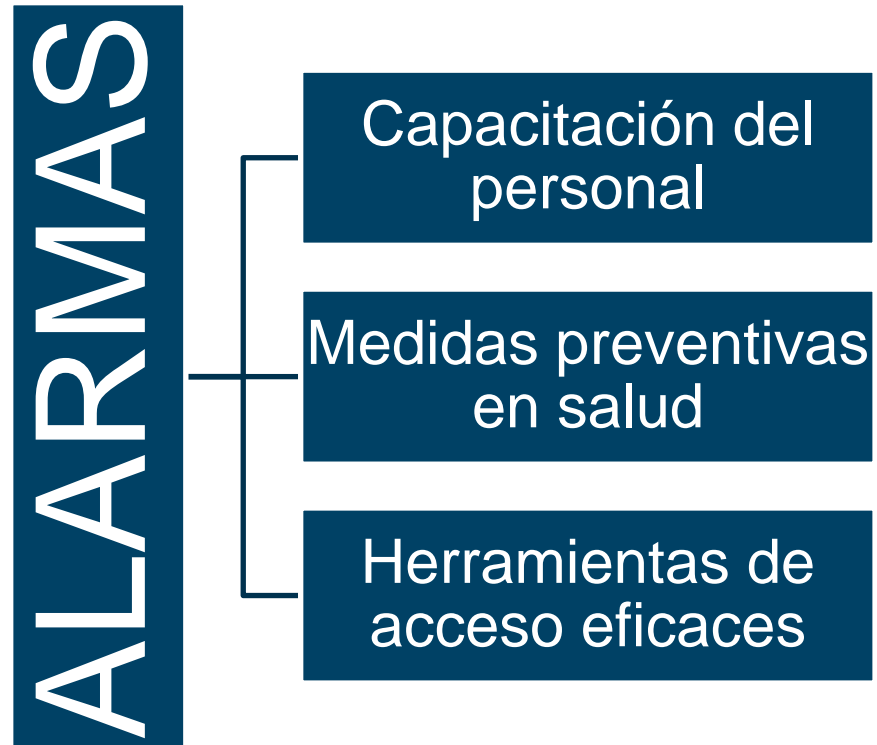 ALARMAS
Capacitación del
personal
Medidas preventivas
en salud
Herramientas de
acceso eficaces